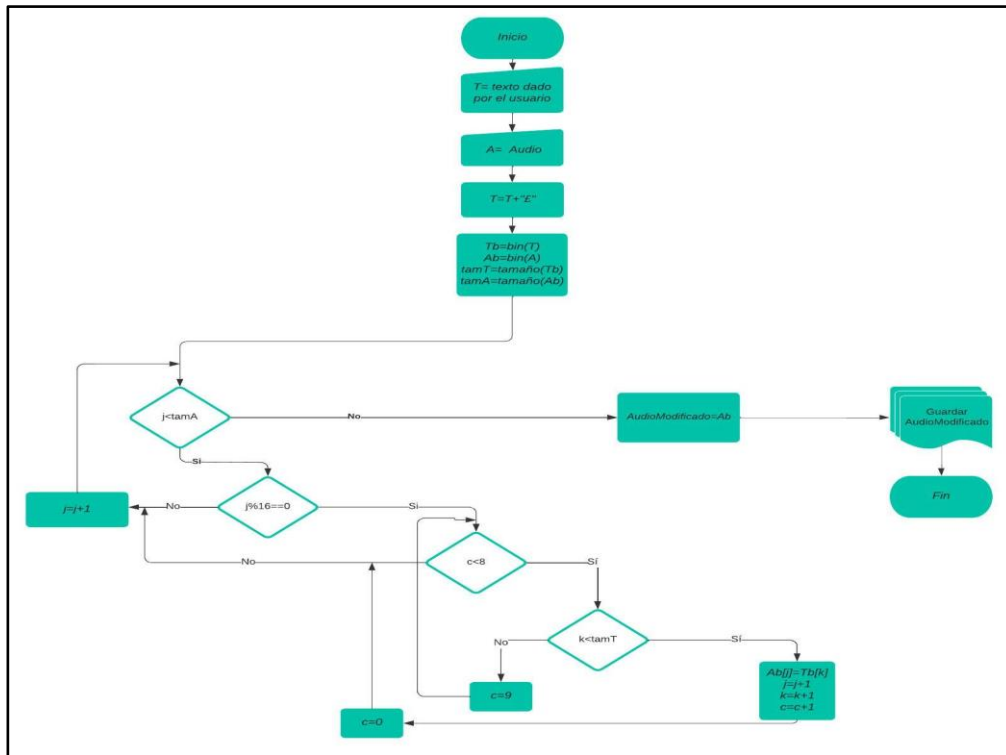 Inicio
T= texto dado
por el usuario
A= Audio
T=T+"£"
Tb=bin(T)
Ab=bin(A)
tamT=tamaño(Tb)
tamA=tamaño(Ab)
j<tamA
No
AudioModificado=Ab
Guardar
AudioModificado
Fin
Si
j%16==0
No
Si
j=j+1
c<8
No
Sí
k<tamT
No
Sí
c=9
Ab[j]=Tb[k]
j=j+1
k=k+1
c=c+1
c=0